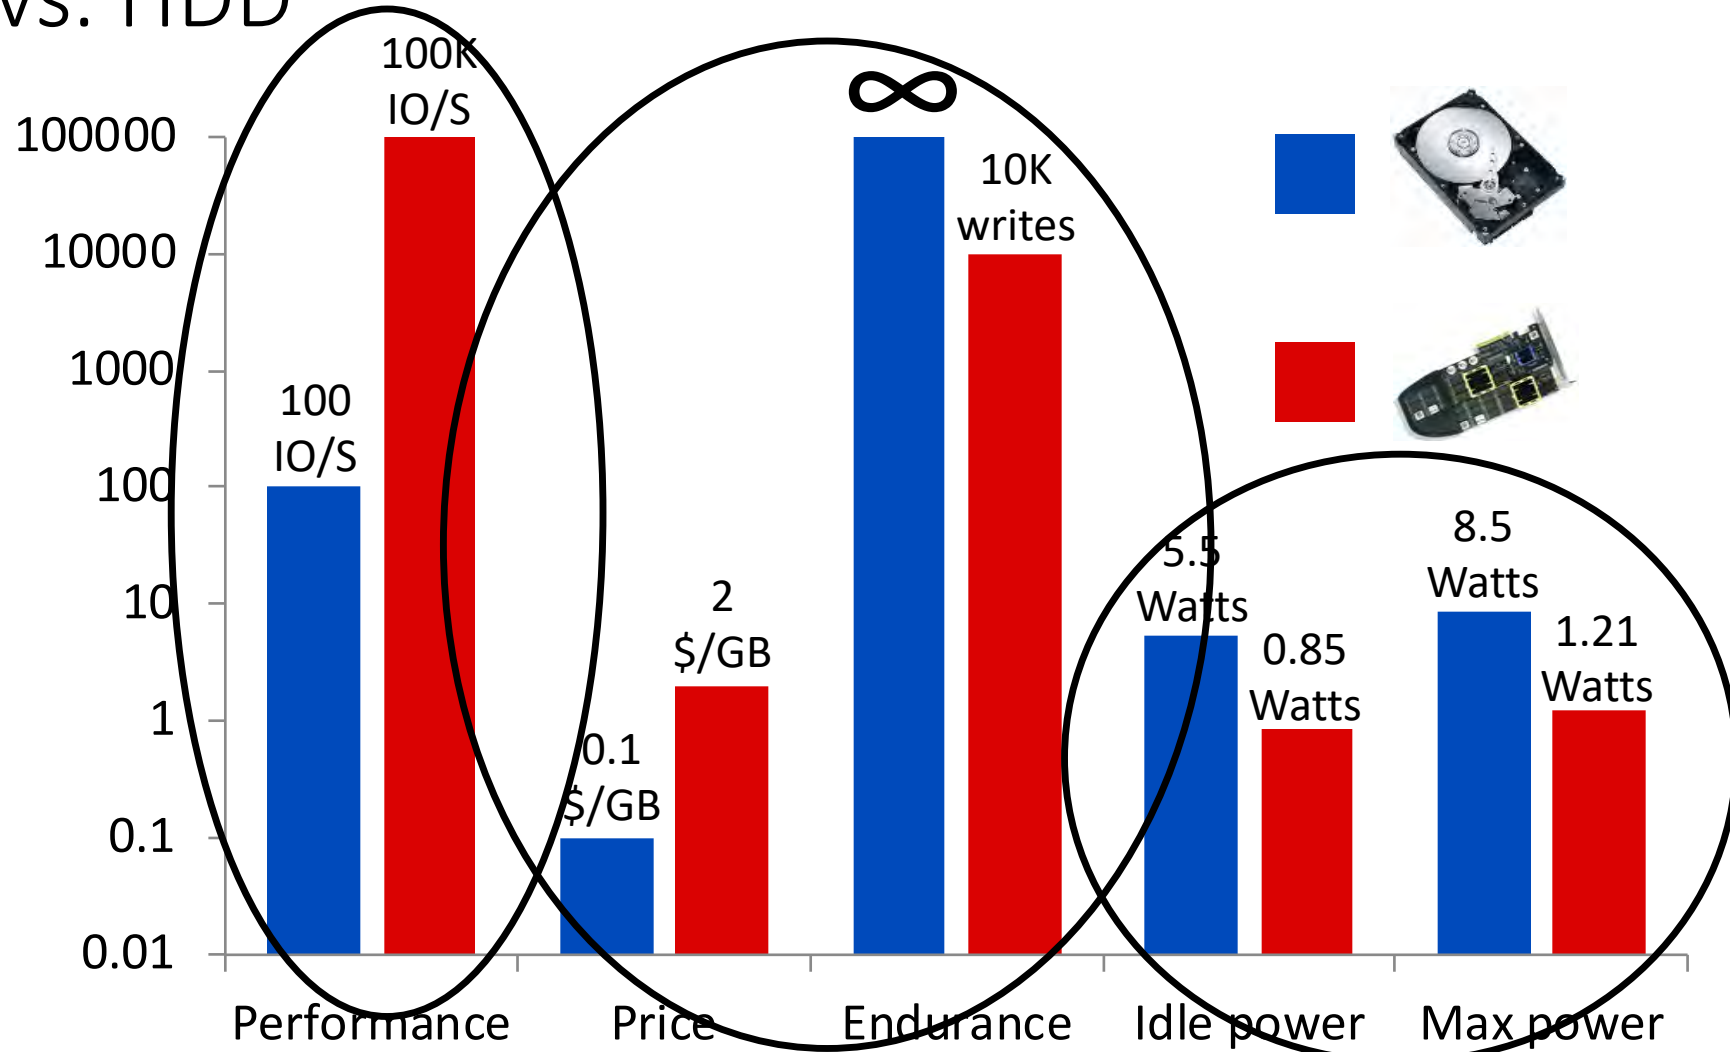 vs. HDD
100K
IO/S
∞
100000
10K
writes
10000
1000
100
IO/S
100
5.5
Watts
8.5
Watts
10
2
$/GB
0.85
Watts
1.21
Watts
1
0.1
$/GB
0.1
0.01
Performance
Price
Endurance
Idle power
Max power